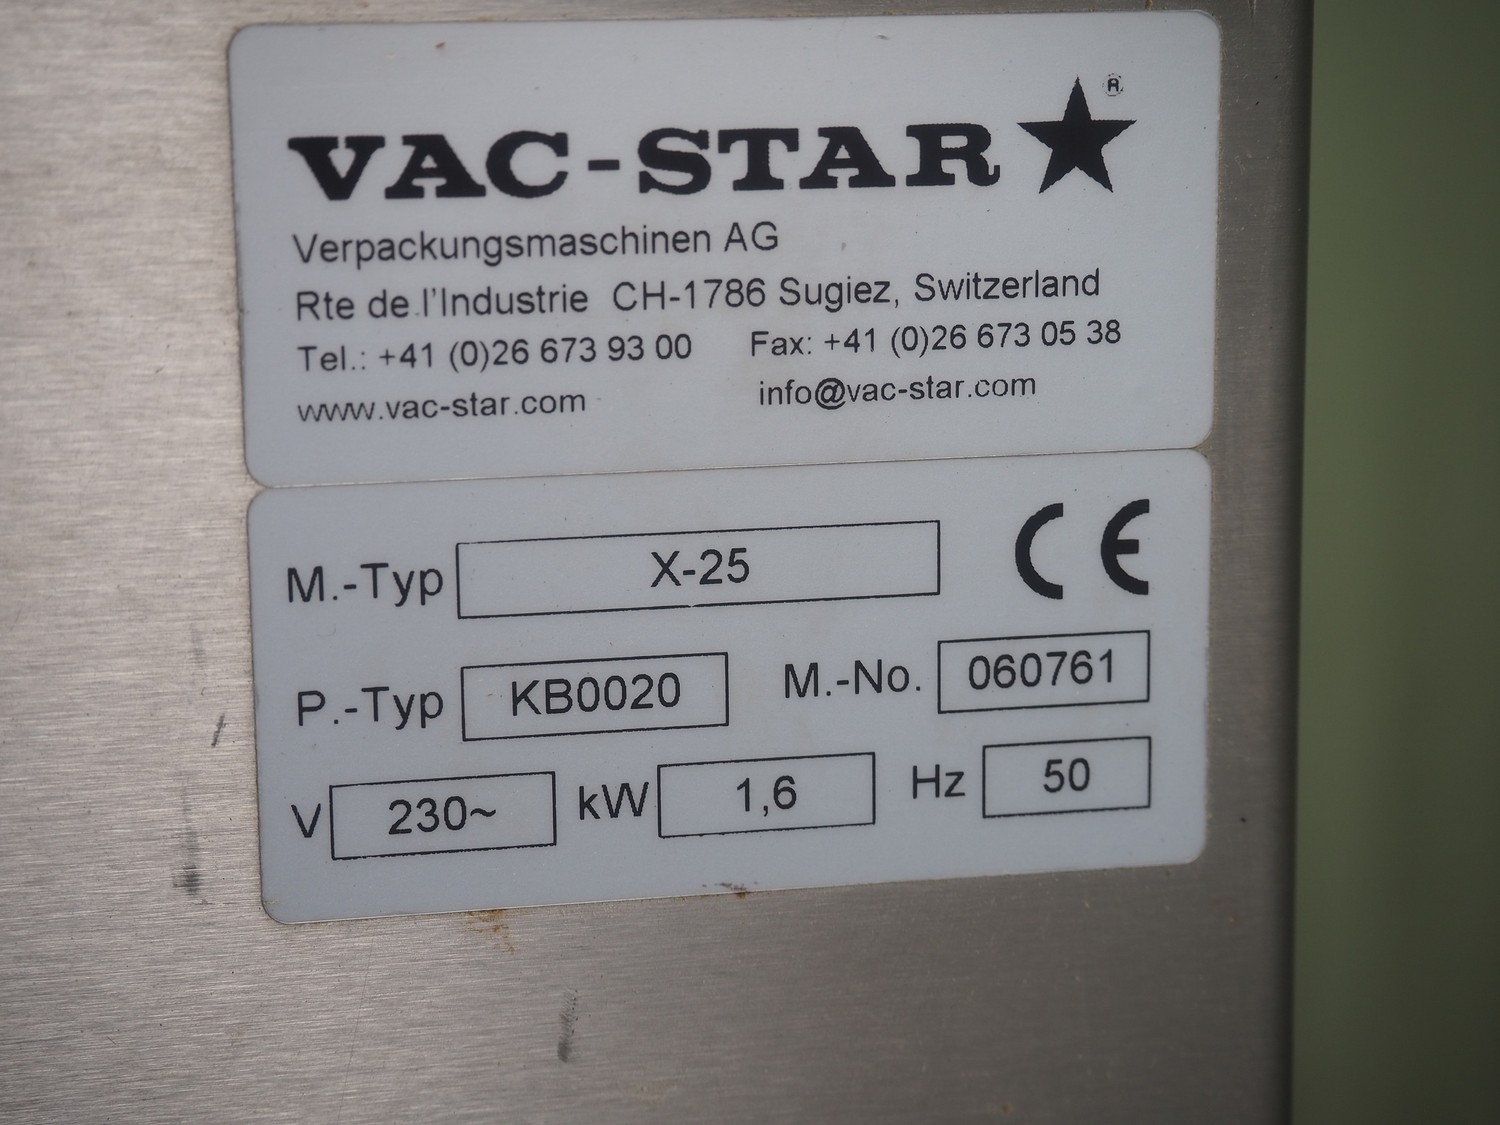 VAC-STAR ®
Verpackungsmaschinen AG
Rte de l'Industrie CH-1786 Sugiez, Switzerland
Tel.: +41 (0)26 673 93 00 Fax: +41 (0)26 673 05 38
www.vac-star.com info@vac-star.com
M.-Typ X-25 CE
P.-Typ KB0020 M.-No. 060761
V 230~ kW 1,6 Hz 50